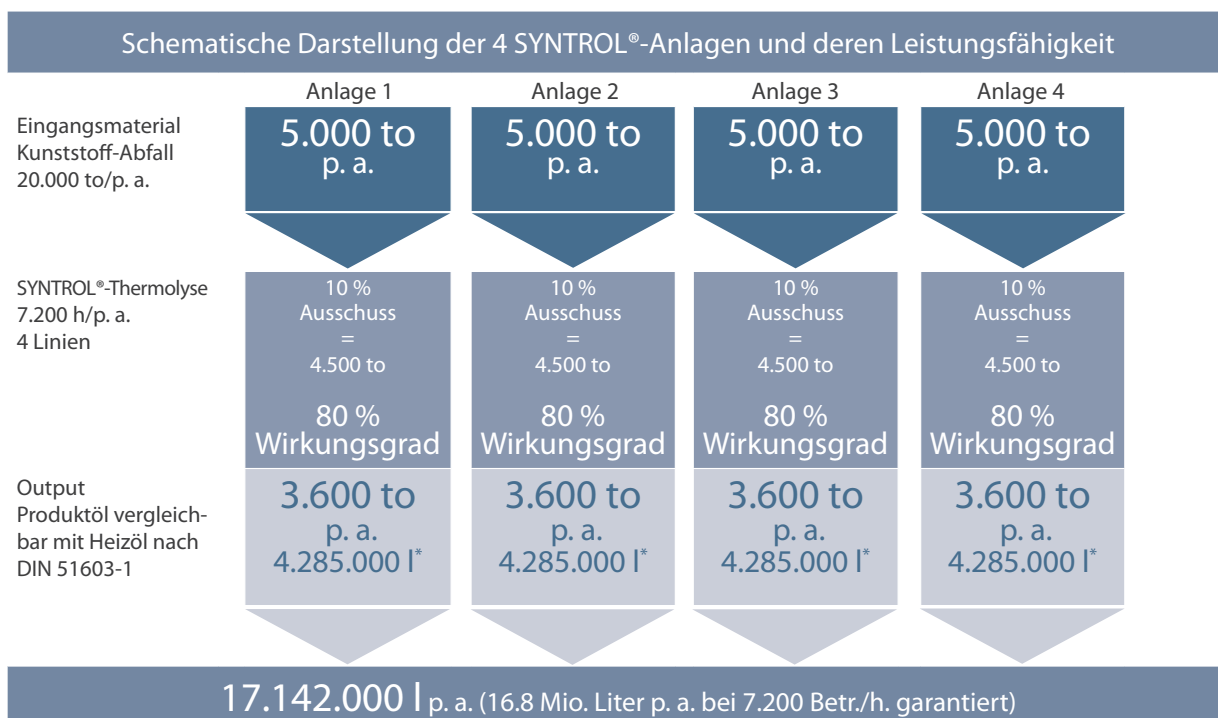 Schematische Darstellung der 4 SYNTROL®-Anlagen und deren Leistungsfähigkeit
Anlage 1
Anlage 2
Anlage 3
Anlage 4
Eingangsmaterial
Kunststoff-Abfall
20.000 to/p. a.
5.000 to
p. a.
5.000 to
p. a.
5.000 to
p. a.
5.000 to
p. a.
SYNTROL®-Thermolyse
7.200 h/p. a.
4 Linien
10 %
Ausschuss
=
4.500 to
80 %
Wirkungsgrad
10 %
Ausschuss
=
4.500 to
80 %
Wirkungsgrad
10 %
Ausschuss
=
4.500 to
80 %
Wirkungsgrad
10 %
Ausschuss
=
4.500 to
80 %
Wirkungsgrad
Output
Produktöl vergleich-
bar mit Heizöl nach
DIN 51603-1
3.600 to
p. a.
4.285.000 l*
3.600 to
p. a.
4.285.000 l*
3.600 to
p. a.
4.285.000 l*
3.600 to
p. a.
4.285.000 l*
17.142.000 l p. a. (16.8 Mio. Liter p. a. bei 7.200 Betr./h. garantiert)